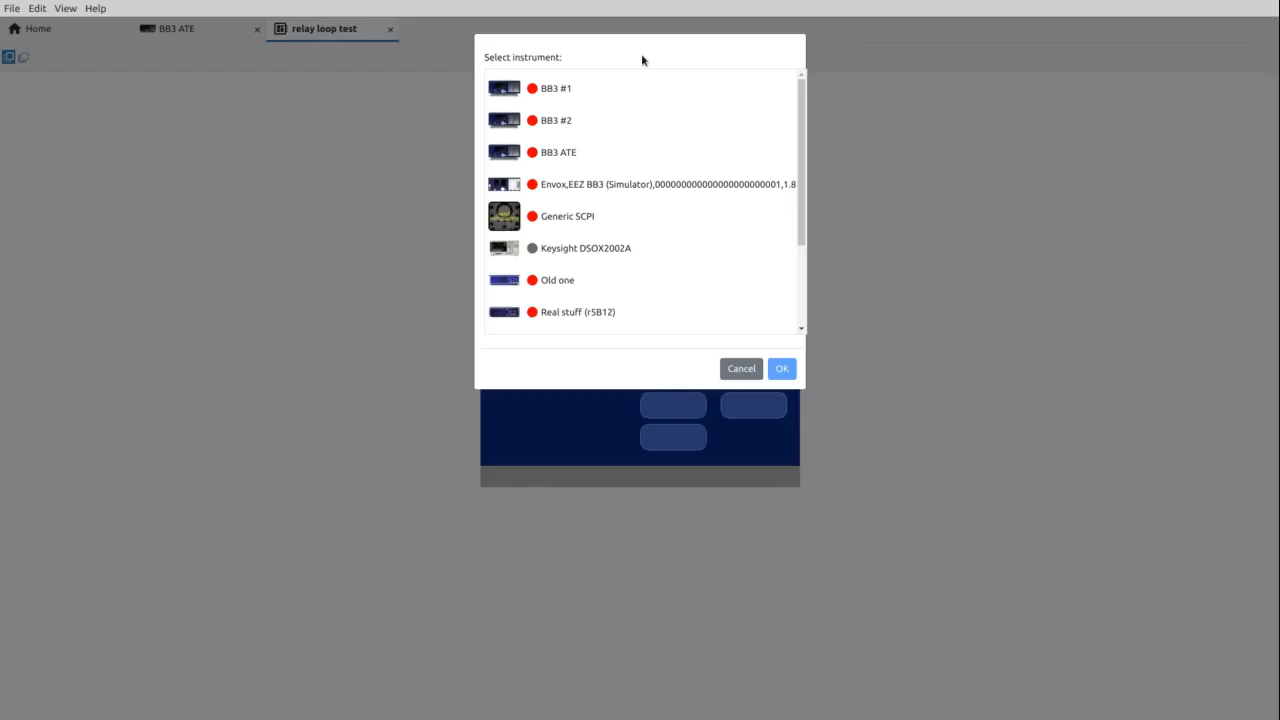 File Edit View Help
Home BB3 ATE × relay loop test ×
Select instrument:
BB3 #1
BB3 #2
BB3 ATE
Envox,EEZ BB3 (Simulator),000000000000000000000001,1.8
Generic SCPI
Keysight DSOX2002A
Old one
Real stuff (r5B12)
Cancel OK